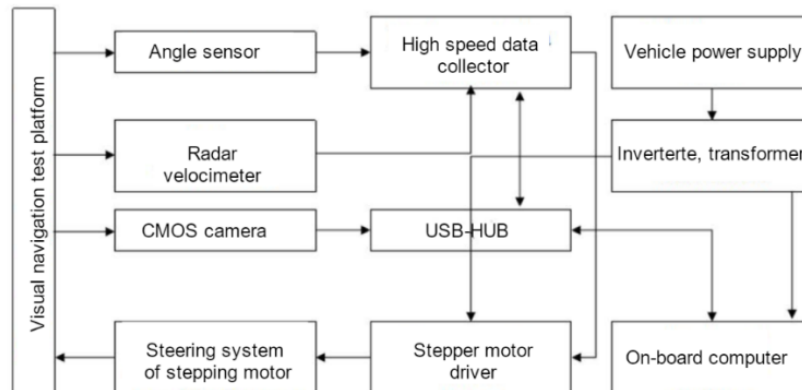 Visual navigation test platform
Angle sensor
High speed data
collector
Vehicle power supply
Radar
velocimeter
Inverterte, transformer
CMOS camera
USB-HUB
Steering system
of stepping motor
Stepper motor
driver
On-board computer